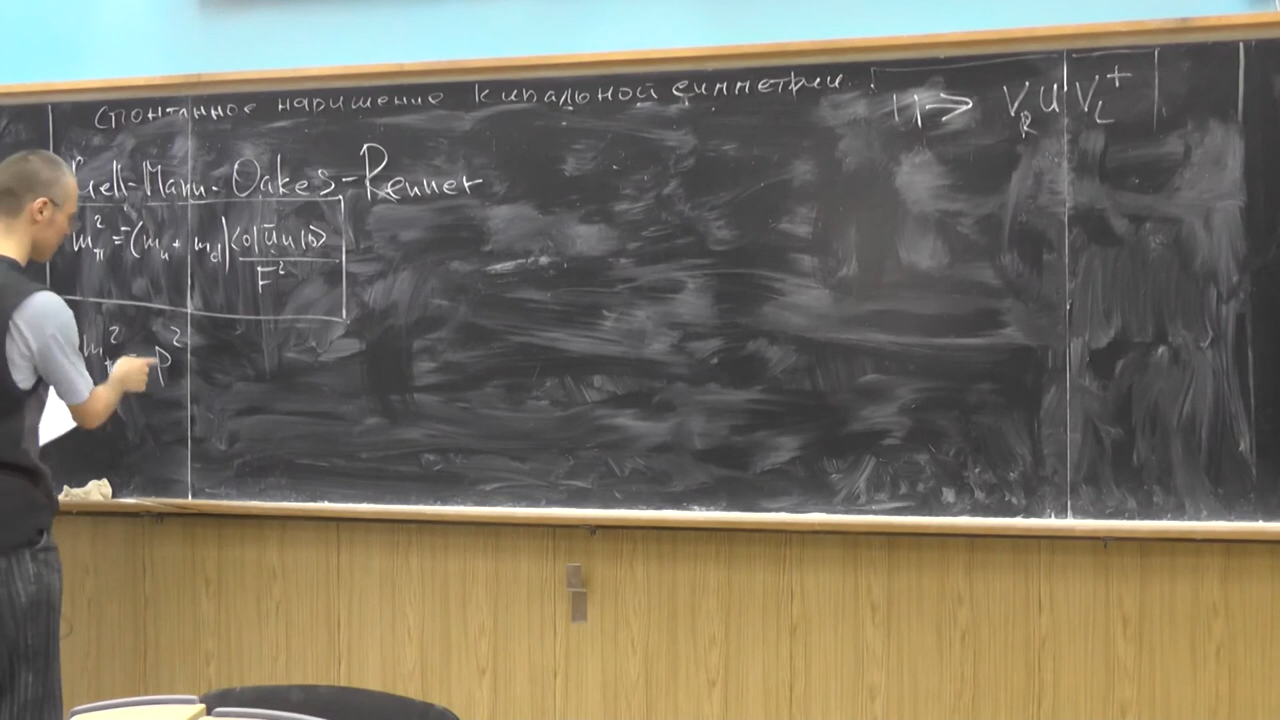 спонтанное нарушение киральной симметрии
U → V_R U V_L^+
Gell-Mann-Oakes-Renner
m_π^2 = -(m_u + m_d) <0|ūu|0> / F^2
m_π^2 = p^2